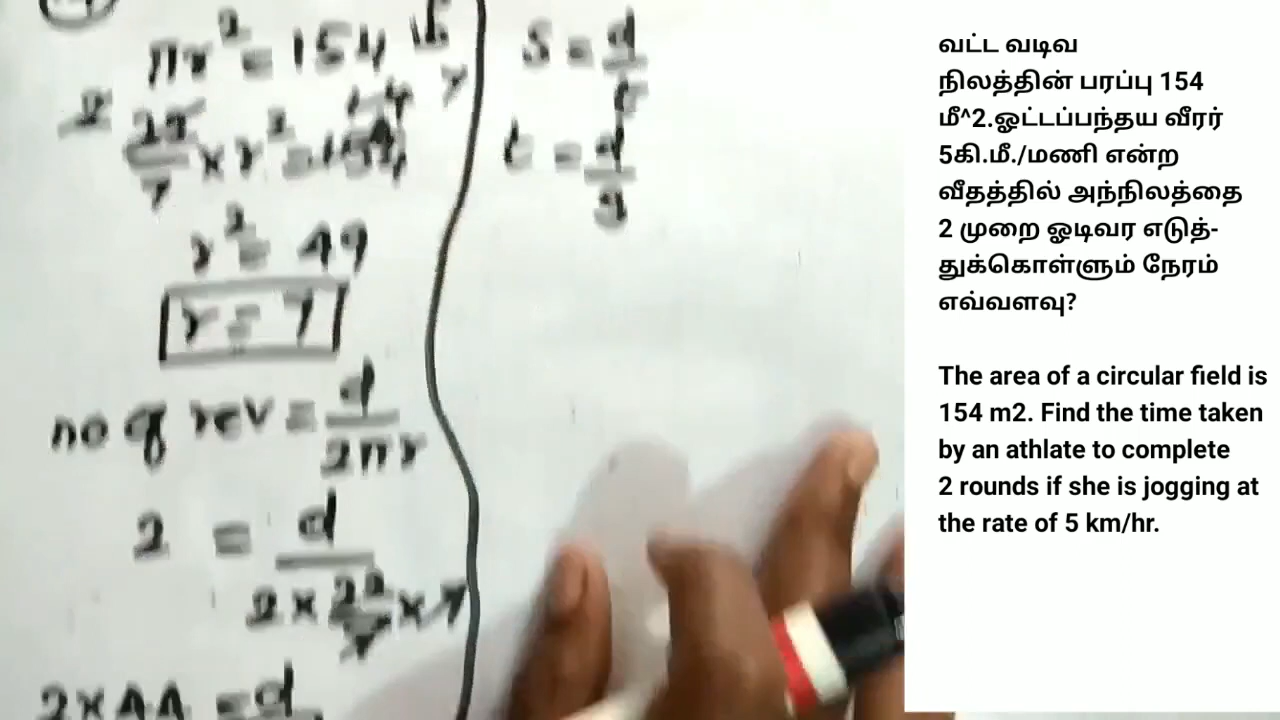 πr² = 154
22/7 × r² = 154
r² = 49
r = 7
no of rev = d/2πr
2 = d/(2 × 22/7 × 7)
2 × 44 = d
S = d/t
t = d/s
வட்ட வடிவ
நிலத்தின் பரப்பு 154
மீ^2.ஓட்டப்பந்தய வீரர்
5கி.மீ./மணி என்ற
வீதத்தில் அந்நிலத்தை
2 முறை ஓடிவர எடுத்-
துக்கொள்ளும் நேரம்
எவ்வளவு?
The area of a circular field is
154 m2. Find the time taken
by an athlate to complete
2 rounds if she is jogging at
the rate of 5 km/hr.